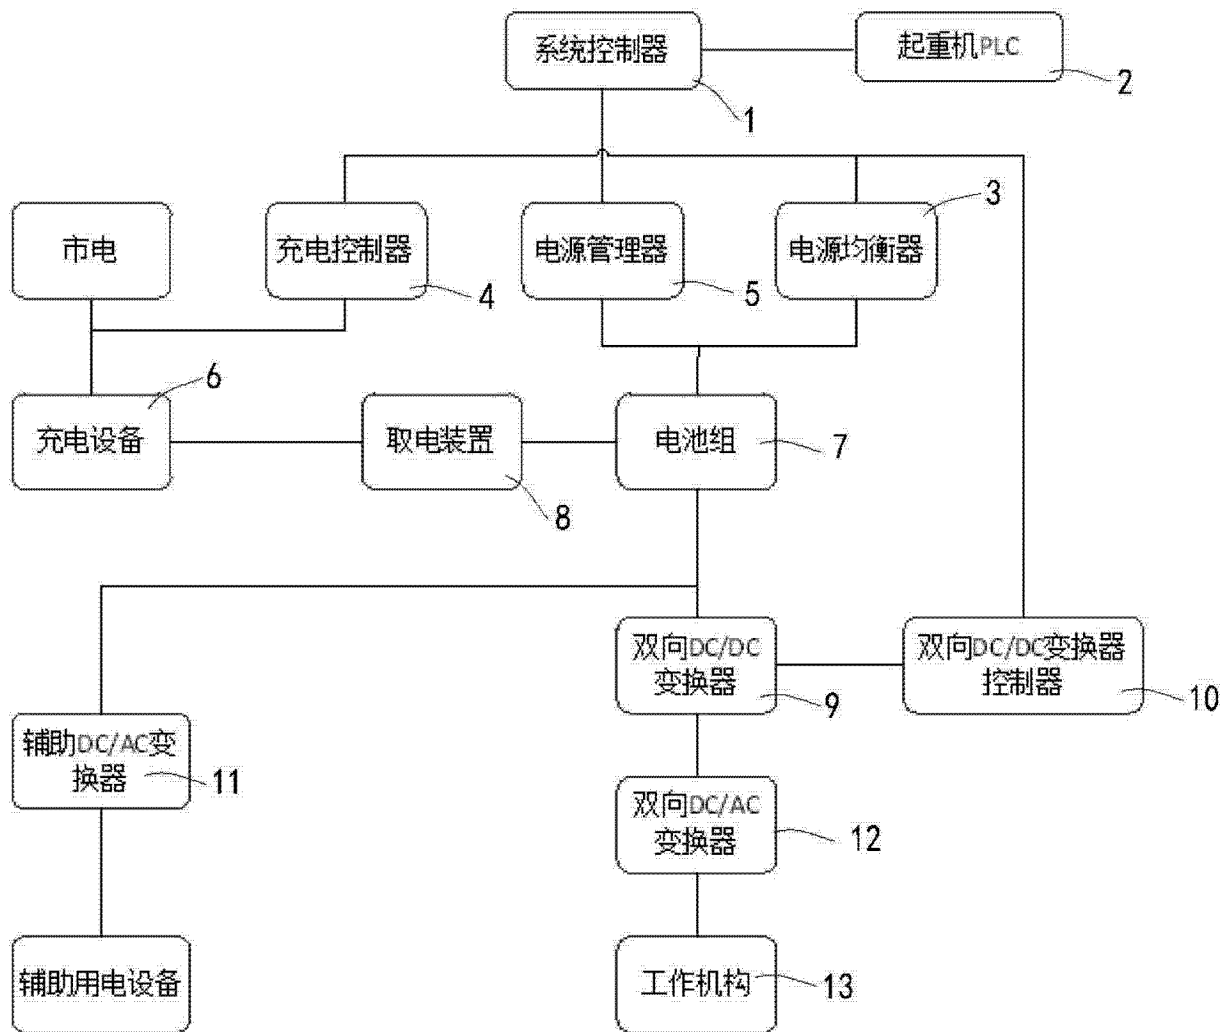 系统控制器
起重机PLC
2
1
3
市电
充电控制器
电源管理器
电源均衡器
4
5
6
充电设备
取电装置
电池组
7
8
双向DC/DC
变换器
双向DC/DC变换器
控制器
9
10
辅助DC/AC变
换器
11
双向DC/AC
变换器
12
辅助用电设备
工作机构
13